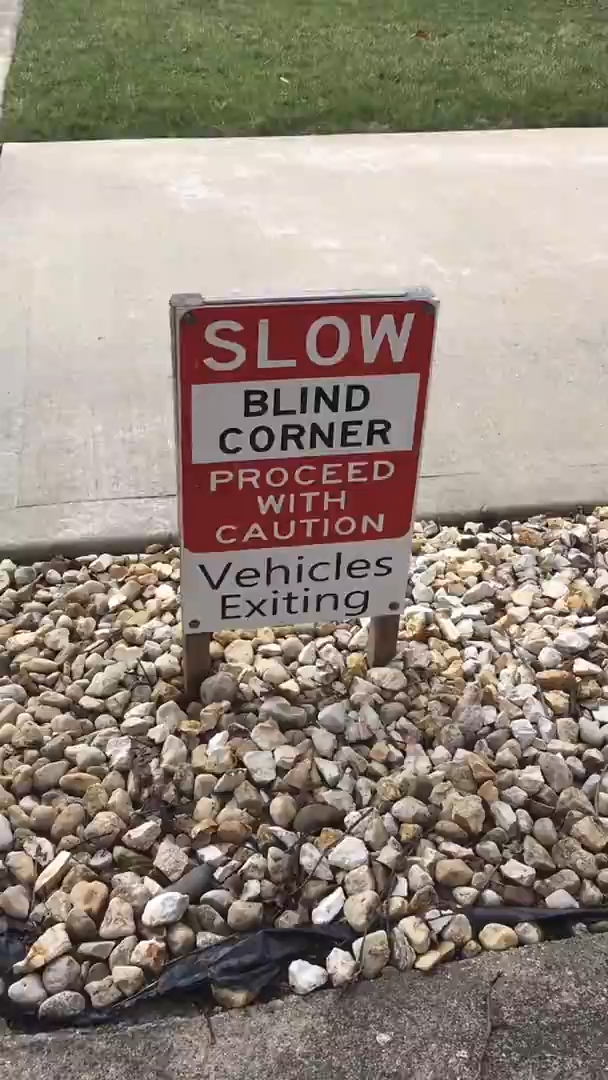 SLOW
BLIND
CORNER
PROCEED
WITH
CAUTION
Vehicles
Exiting